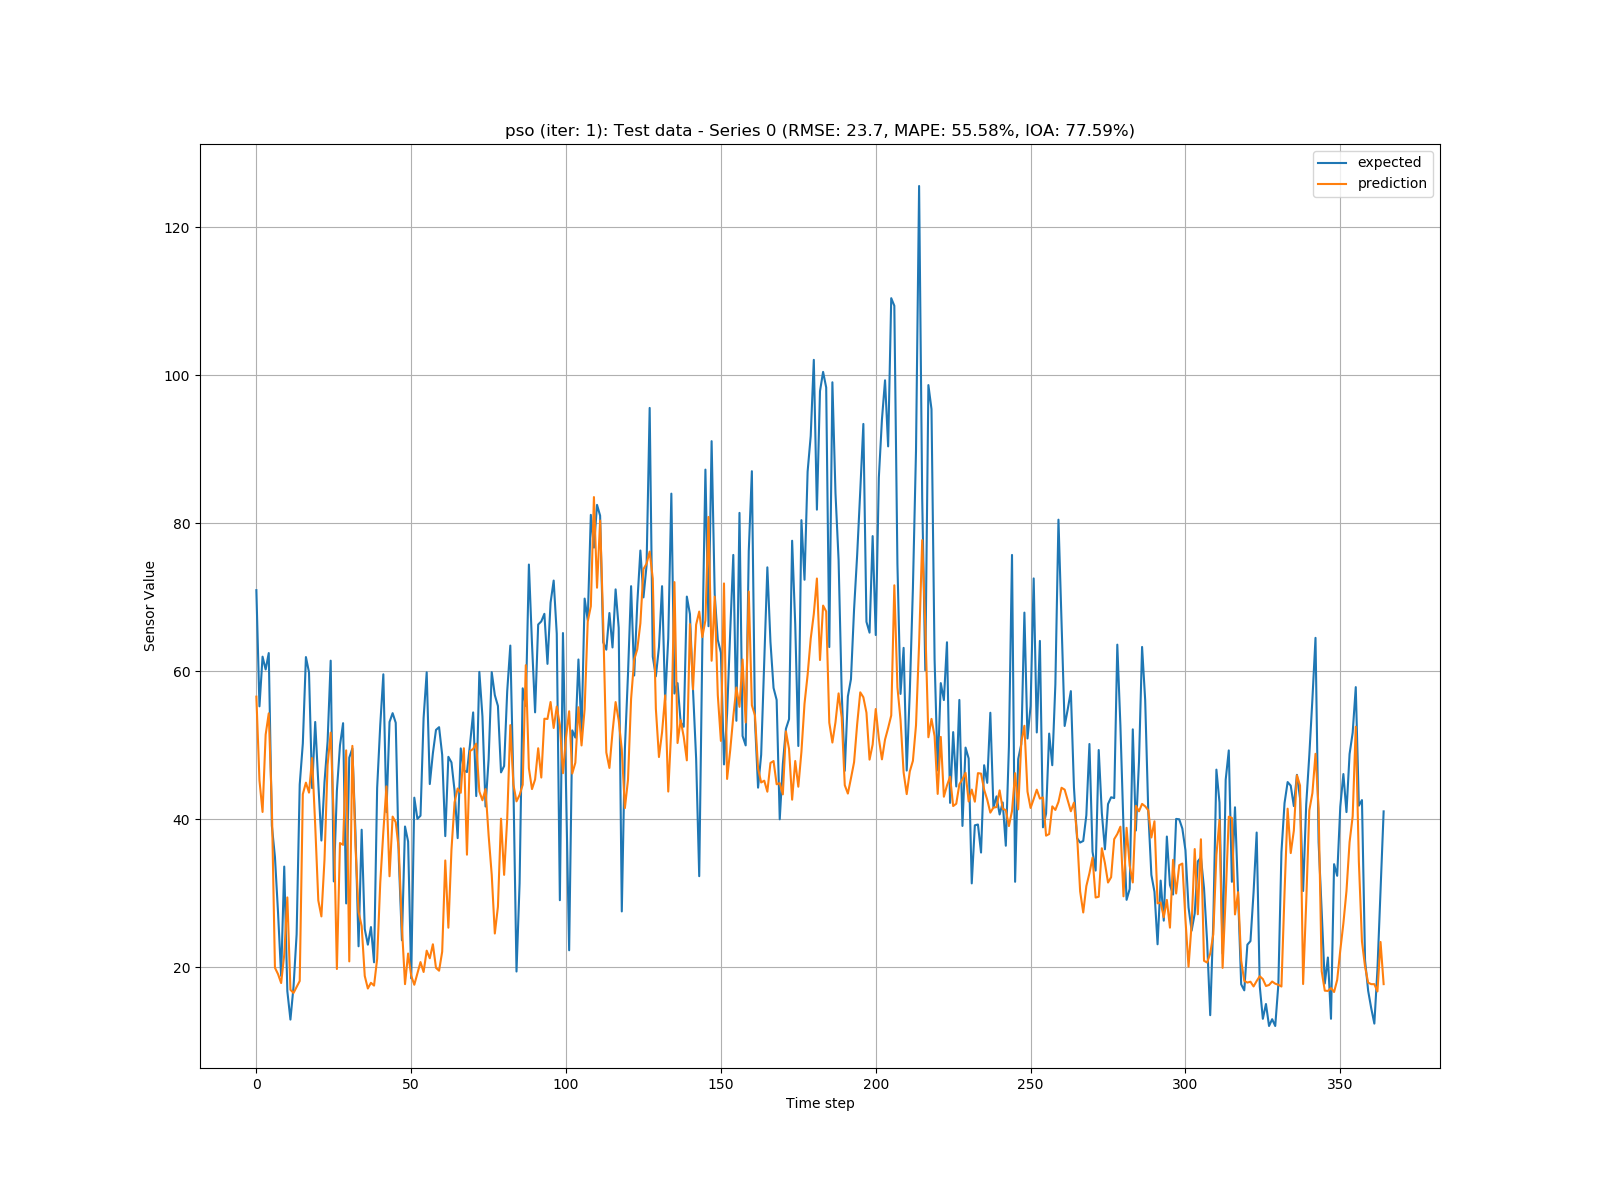 pso (iter: 1): Test data - Series 0 (RMSE: 23.7, MAPE: 55.58%, IOA: 77.59%)
expected
prediction
120
100
80
60
40
20
Sensor Value
0 50 100 150 200 250 300 350
Time step